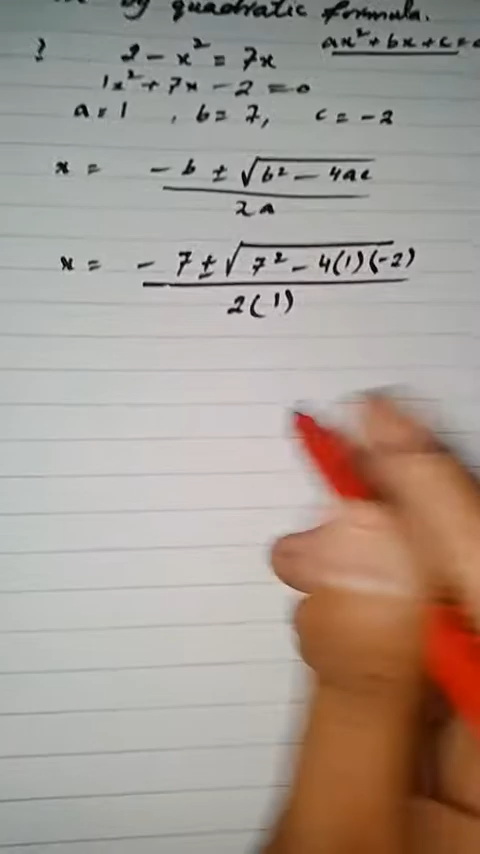 by quadratic formula.
ax²+bx+c=0
2 - x² = 7x
1x² + 7x - 2 = 0
a = 1 , b = 7, c = -2
x = -b ± √b² - 4ac / 2a
x = -7 ± √7² - 4(1)(-2) / 2(1)